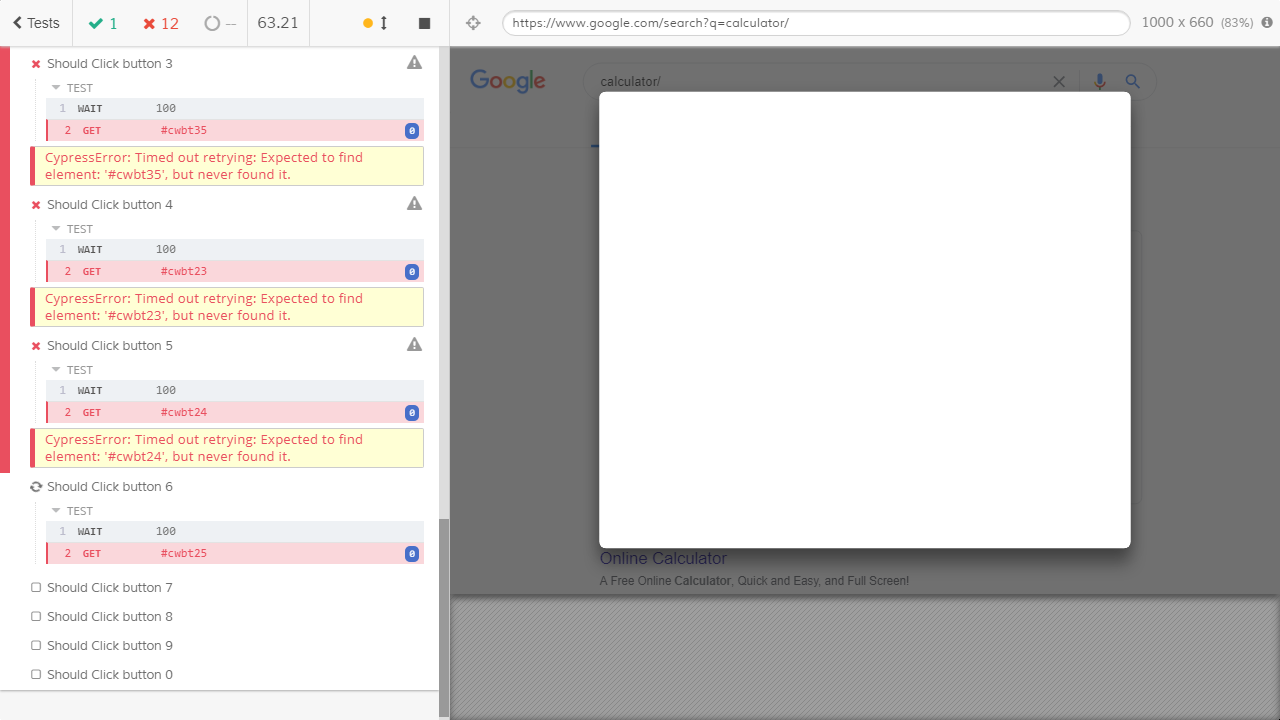 Tests
1
12
--
63.21
https://www.google.com/search?q=calculator/
1000 x 660 (83%)
Should Click button 3
TEST
1 WAIT 100
2 GET #cwbt35 0
CypressError: Timed out retrying: Expected to find
element: '#cwbt35', but never found it.
Should Click button 4
TEST
1 WAIT 100
2 GET #cwbt23 0
CypressError: Timed out retrying: Expected to find
element: '#cwbt23', but never found it.
Should Click button 5
TEST
1 WAIT 100
2 GET #cwbt24 0
CypressError: Timed out retrying: Expected to find
element: '#cwbt24', but never found it.
Should Click button 6
TEST
1 WAIT 100
2 GET #cwbt25 0
Should Click button 7
Should Click button 8
Should Click button 9
Should Click button 0
Google
calculator/
Online Calculator
A Free Online Calculator, Quick and Easy, and Full Screen!